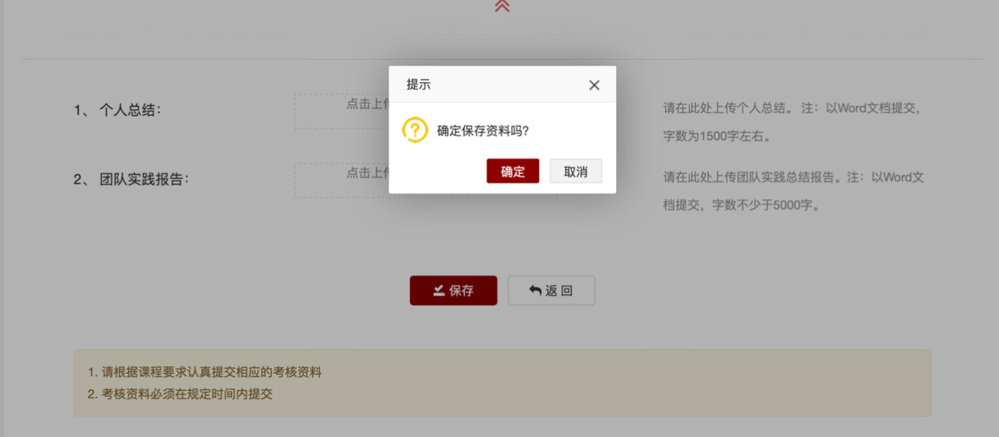 提示
确定保存资料吗?
确定
取消
1、 个人总结:
点击上传
请在此处上传个人总结。 注: 以Word文档提交,
字数为1500字左右。
2、 团队实践报告:
点击上传
请在此处上传团队实践总结报告。注: 以Word文
档提交, 字数不少于5000字。
保存
返 回
1. 请根据课程要求认真提交相应的考核资料
2. 考核资料必须在规定时间内提交